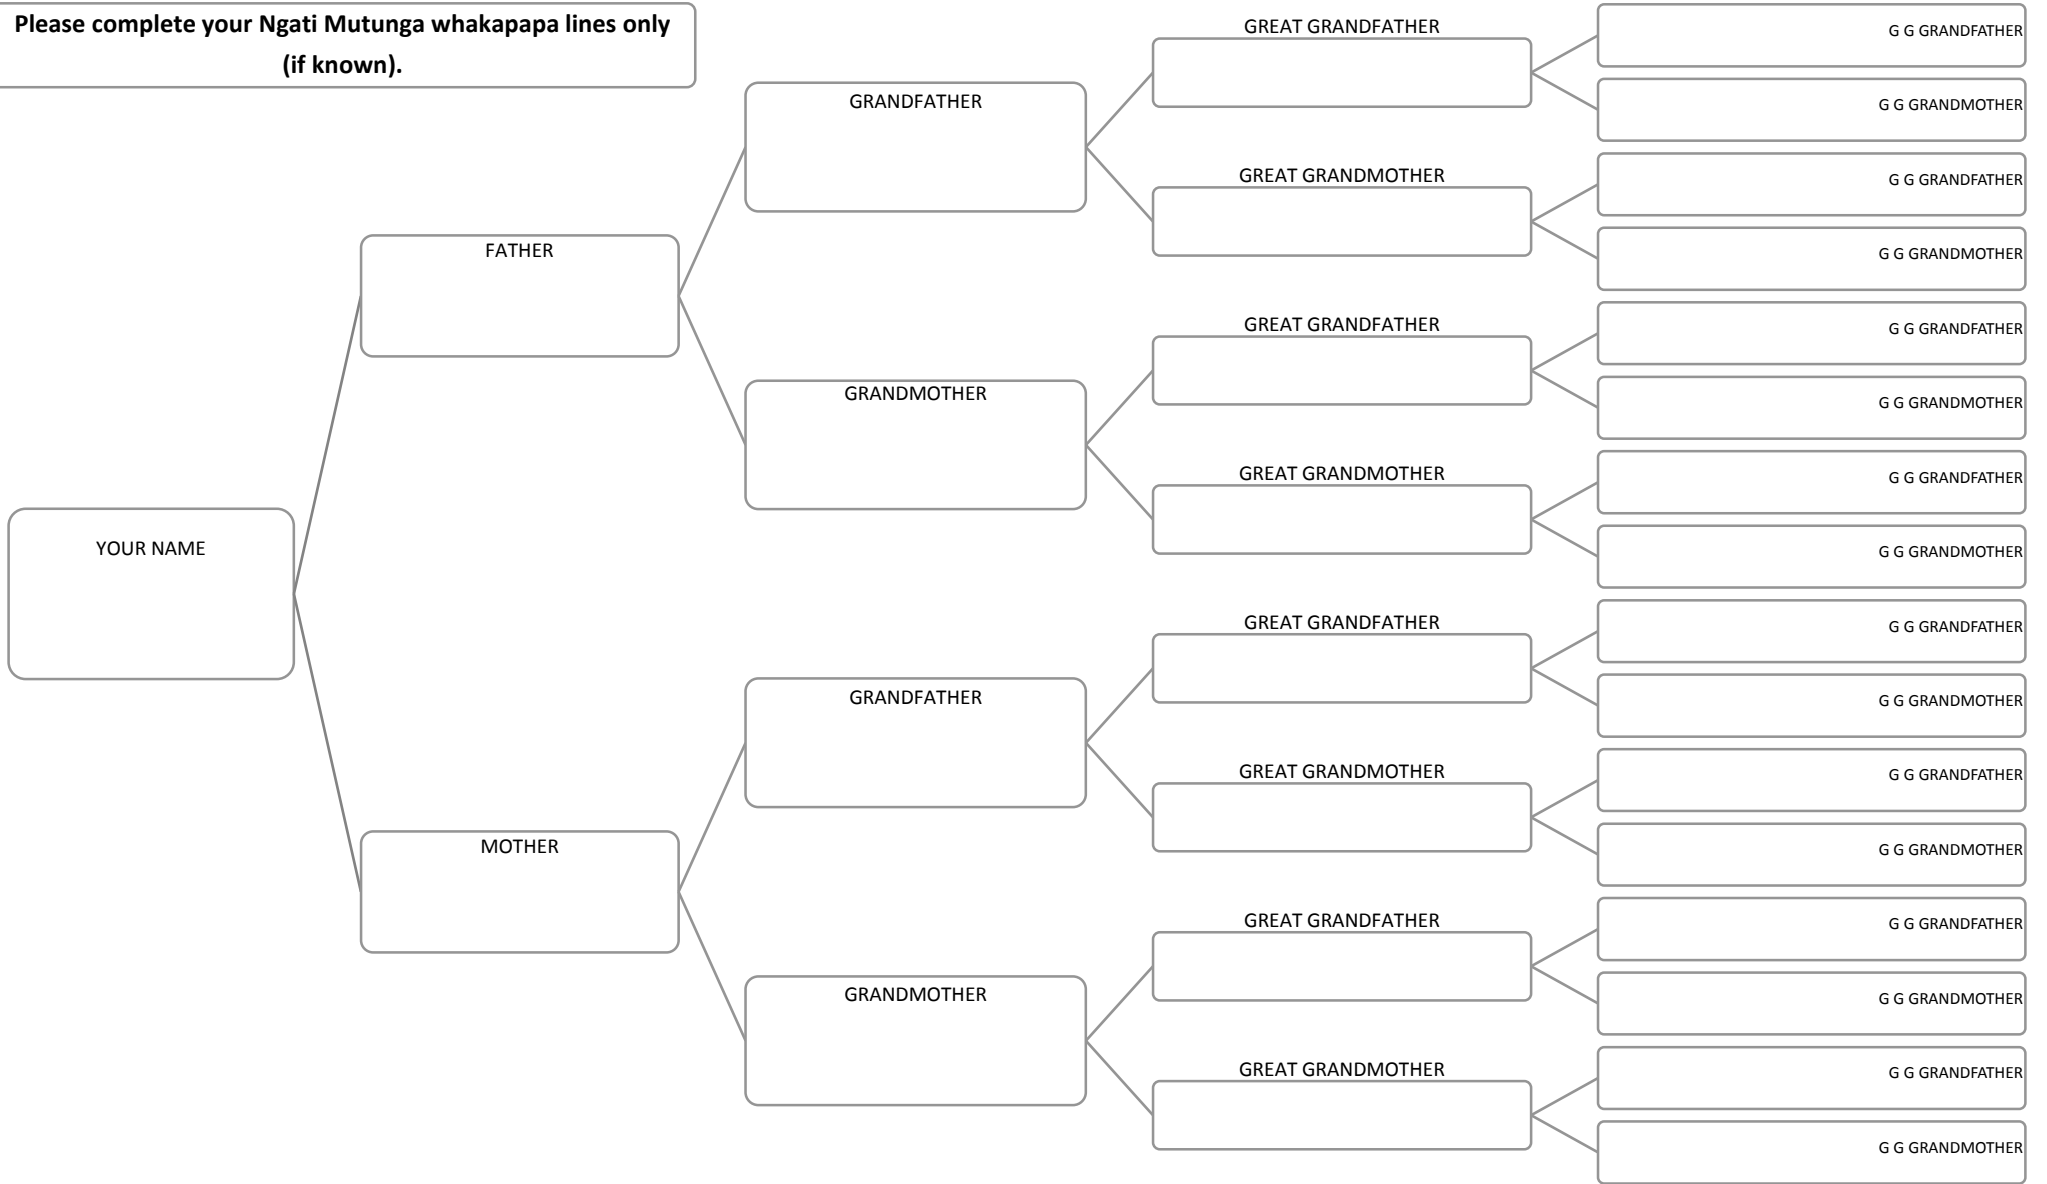 Please complete your Ngati Mutunga whakapapa lines only
(if known).
GREAT GRANDFATHER
G G GRANDFATHER
GRANDFATHER
G G GRANDMOTHER
GREAT GRANDMOTHER
G G GRANDFATHER
FATHER
G G GRANDMOTHER
GREAT GRANDFATHER
G G GRANDFATHER
GRANDMOTHER
G G GRANDMOTHER
GREAT GRANDMOTHER
G G GRANDFATHER
YOUR NAME
G G GRANDMOTHER
GREAT GRANDFATHER
G G GRANDFATHER
GRANDFATHER
G G GRANDMOTHER
GREAT GRANDMOTHER
G G GRANDFATHER
MOTHER
G G GRANDMOTHER
GREAT GRANDFATHER
G G GRANDFATHER
GRANDMOTHER
G G GRANDMOTHER
GREAT GRANDMOTHER
G G GRANDFATHER
G G GRANDMOTHER